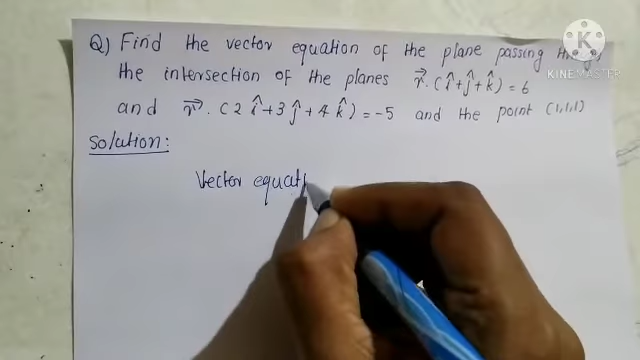 Q) Find the vector equation of the plane passing
the intersection of the planes r⃗.(î+ĵ+k̂)=6
and r⃗.(2î+3ĵ+4k̂)=-5 and the point (1,1,1)
Solution:
Vector equati
KINEMASTER